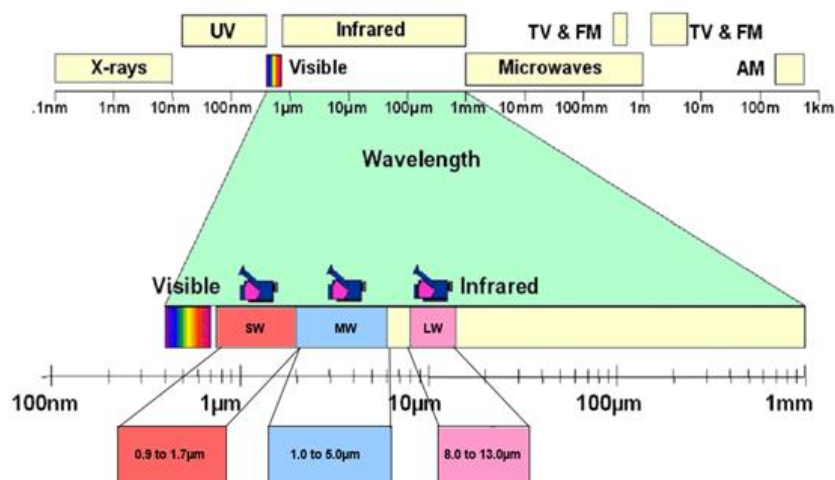 UV
Infrared
TV & FM
TV & FM
X-rays
Visible
Microwaves
AM
.1nm 1nm 10nm 100nm 1µm 10µm 100µm 1mm 10mm 100mm 1m 10m 100m 1km
Wavelength
Visible
Infrared
SW
MW
LW
100nm 1µm 10µm 100µm 1mm
0.9 to 1.7µm
1.0 to 5.0µm
8.0 to 13.0µm